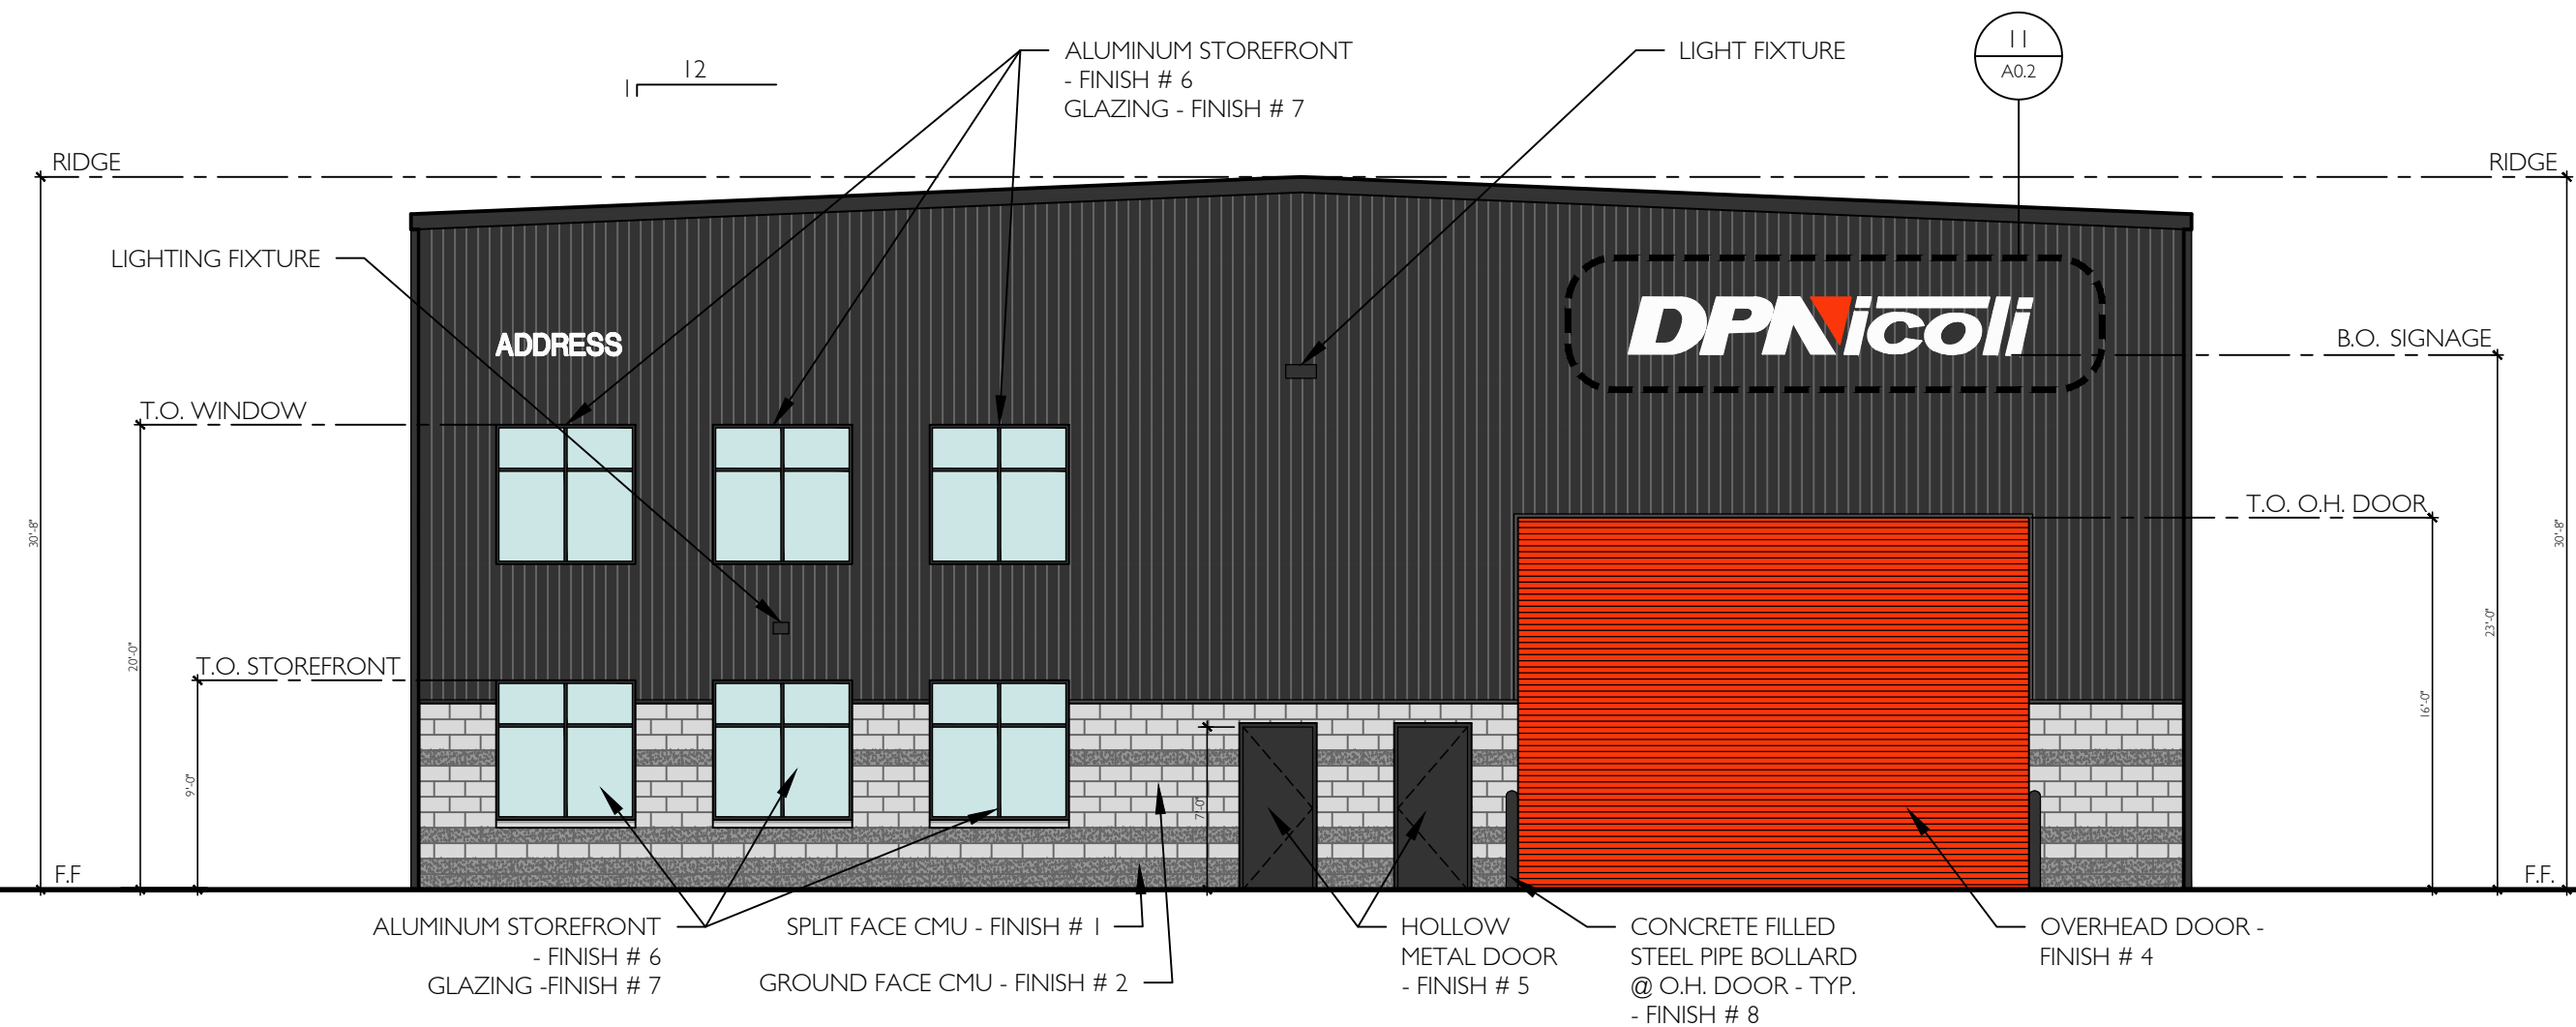 12
1
ALUMINUM STOREFRONT
- FINISH # 6
GLAZING - FINISH # 7
LIGHT FIXTURE
11
A0.2
RIDGE
RIDGE
LIGHTING FIXTURE
ADDRESS
DPNicoli
B.O. SIGNAGE
T.O. WINDOW
T.O. O.H. DOOR
30'-8"
30'-8"
23'-0"
20'-0"
T.O. STOREFRONT
16'-0"
9'-0"
7'-0"
F.F
F.F.
ALUMINUM STOREFRONT
- FINISH # 6
GLAZING -FINISH # 7
SPLIT FACE CMU - FINISH # 1
GROUND FACE CMU - FINISH # 2
HOLLOW
METAL DOOR
- FINISH # 5
CONCRETE FILLED
STEEL PIPE BOLLARD
@ O.H. DOOR - TYP.
- FINISH # 8
OVERHEAD DOOR -
FINISH # 4